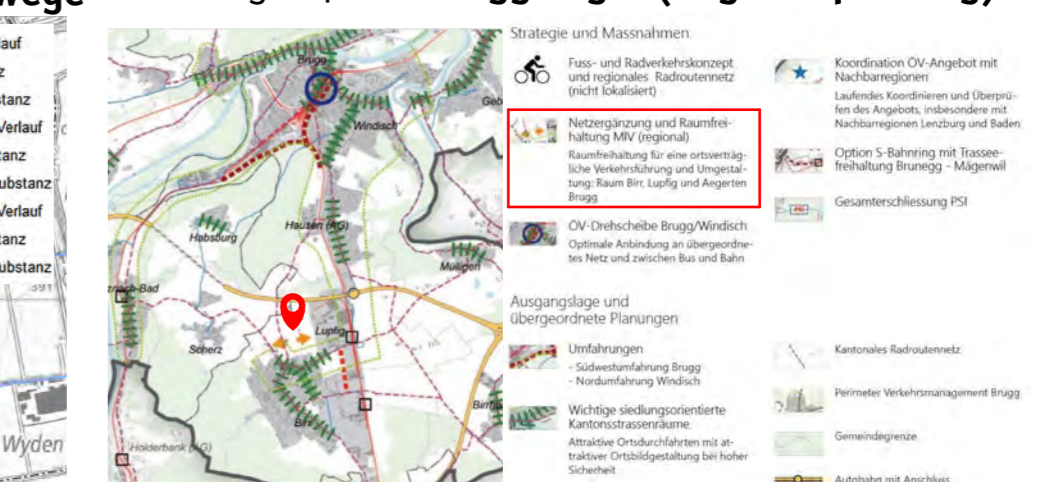 wege
lauf
z
stanz
Verlauf
tanz
ubstanz
Verlauf
tanz
ubstanz
391
Wyden
Brugg
Windisch
Geb
Hausen (AG)
Habsburg
Mülligen
znach-Bad
Lupfig
Scherz
Birr
Birrha
Holderbank (AG)
Strategie und Massnahmen
Fuss- und Radverkehrskonzept
und regionales Radroutennetz
(nicht lokalisiert)
Netzergänzung und Raumfrei-
haltung MIV (regional)
Raumfreihaltung für eine ortsverträg-
liche Verkehrsführung und Umgestal-
tung: Raum Birr, Lupfig und Aegerten
Brugg
ÖV-Drehscheibe Brugg/Windisch
Optimale Anbindung an übergeordne-
tes Netz und zwischen Bus und Bahn
Koordination ÖV-Angebot mit
Nachbarregionen
Laufendes Koordinieren und Überprü-
fen des Angebots, insbesondere mit
Nachbarregionen Lenzburg und Baden
Option S-Bahnring mit Trassee-
freihaltung Brunegg - Mägenwil
PSI
Gesamterschliessung PSI
Ausgangslage und
übergeordnete Planungen
Umfahrungen
- Südwestumfahrung Brugg
- Nordumfahrung Windisch
Wichtige siedlungsorientierte
Kantonsstrassenräume
Attraktive Ortsdurchfahrten mit at-
traktiver Ortsbildgestaltung bei hoher
Sicherheit
Kantonales Radroutennetz
Perimeter Verkehrsmanagement Brugg
Gemeindegrenze
Autobahn mit Anschluss